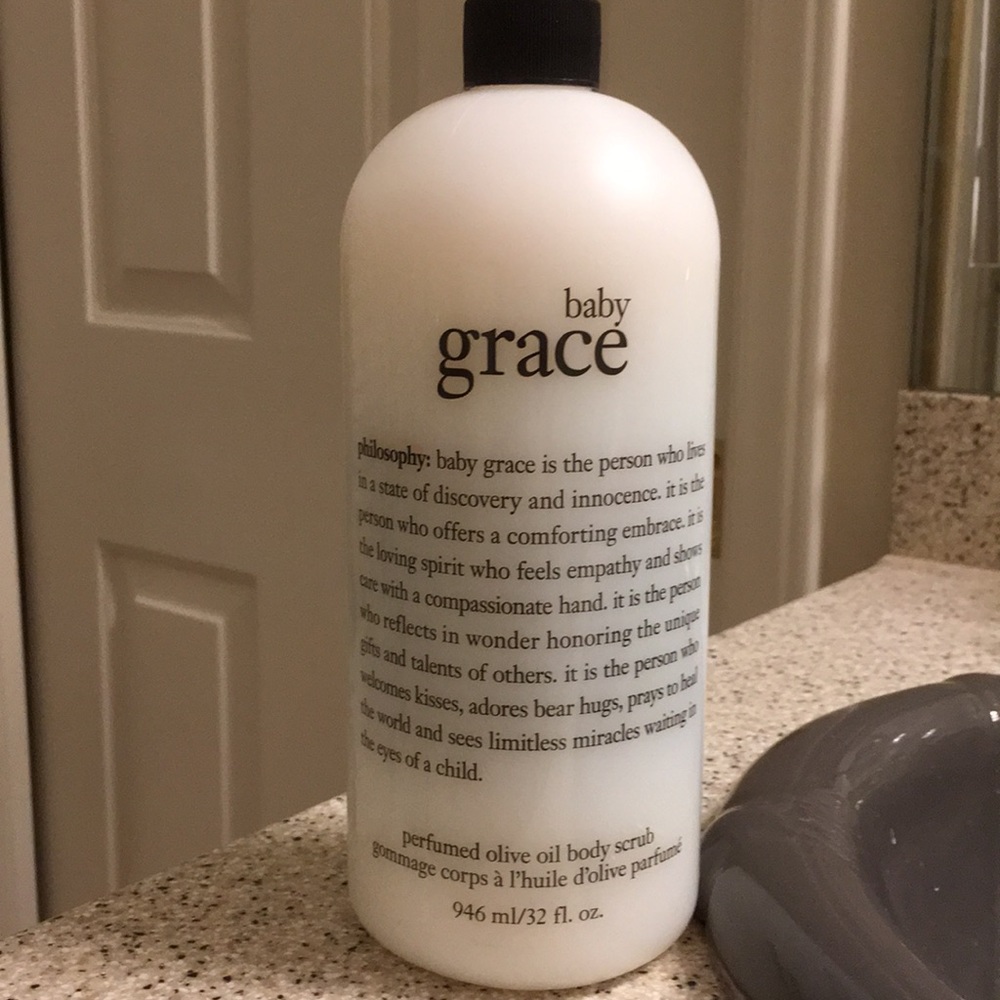 baby
grace
philosophy: baby grace is the person who lives
in a state of discovery and innocence. it is the
person who offers a comforting embrace. it is
the loving spirit who feels empathy and shows
care with a compassionate hand. it is the person
who reflects in wonder honoring the unique
gifts and talents of others. it is the person who
welcomes kisses, adores bear hugs, prays to heal
the world and sees limitless miracles waiting in
the eyes of a child.
perfumed olive oil body scrub
gommage corps à l'huile d'olive parfumé
946 ml/32 fl. oz.